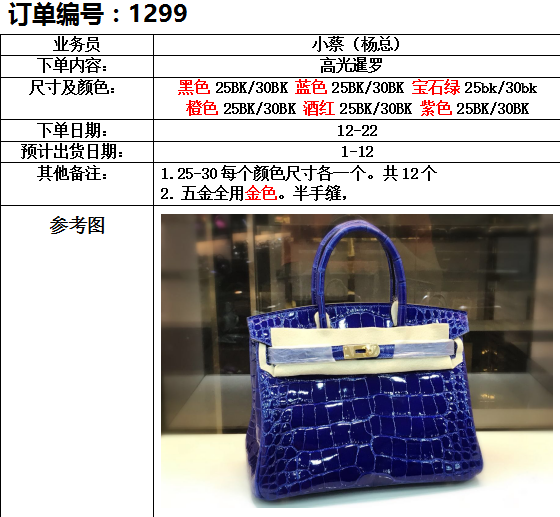 订单编号：1299
业务员
小蔡（杨总）
下单内容：
高光暹罗
尺寸及颜色：
黑色 25BK/30BK 蓝色 25BK/30BK 宝石绿 25bk/30bk
橙色 25BK/30BK 酒红 25BK/30BK 紫色 25BK/30BK
下单日期：
12-22
预计出货日期：
1-12
其他备注：
1.25-30 每个颜色尺寸各一个。共 12 个
2. 五金全用金色。半手缝，
参考图